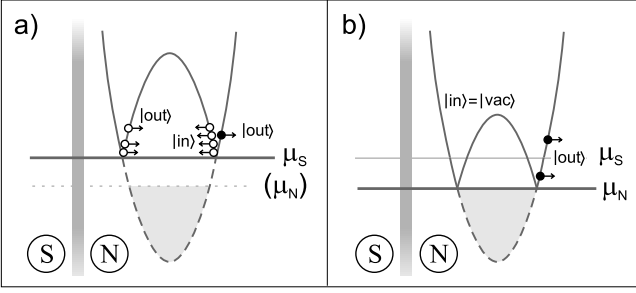 a)
|out⟩
|in⟩
|out⟩
μS
(μN)
S
N
b)
|in⟩=|vac⟩
|out⟩
μS
μN
S
N